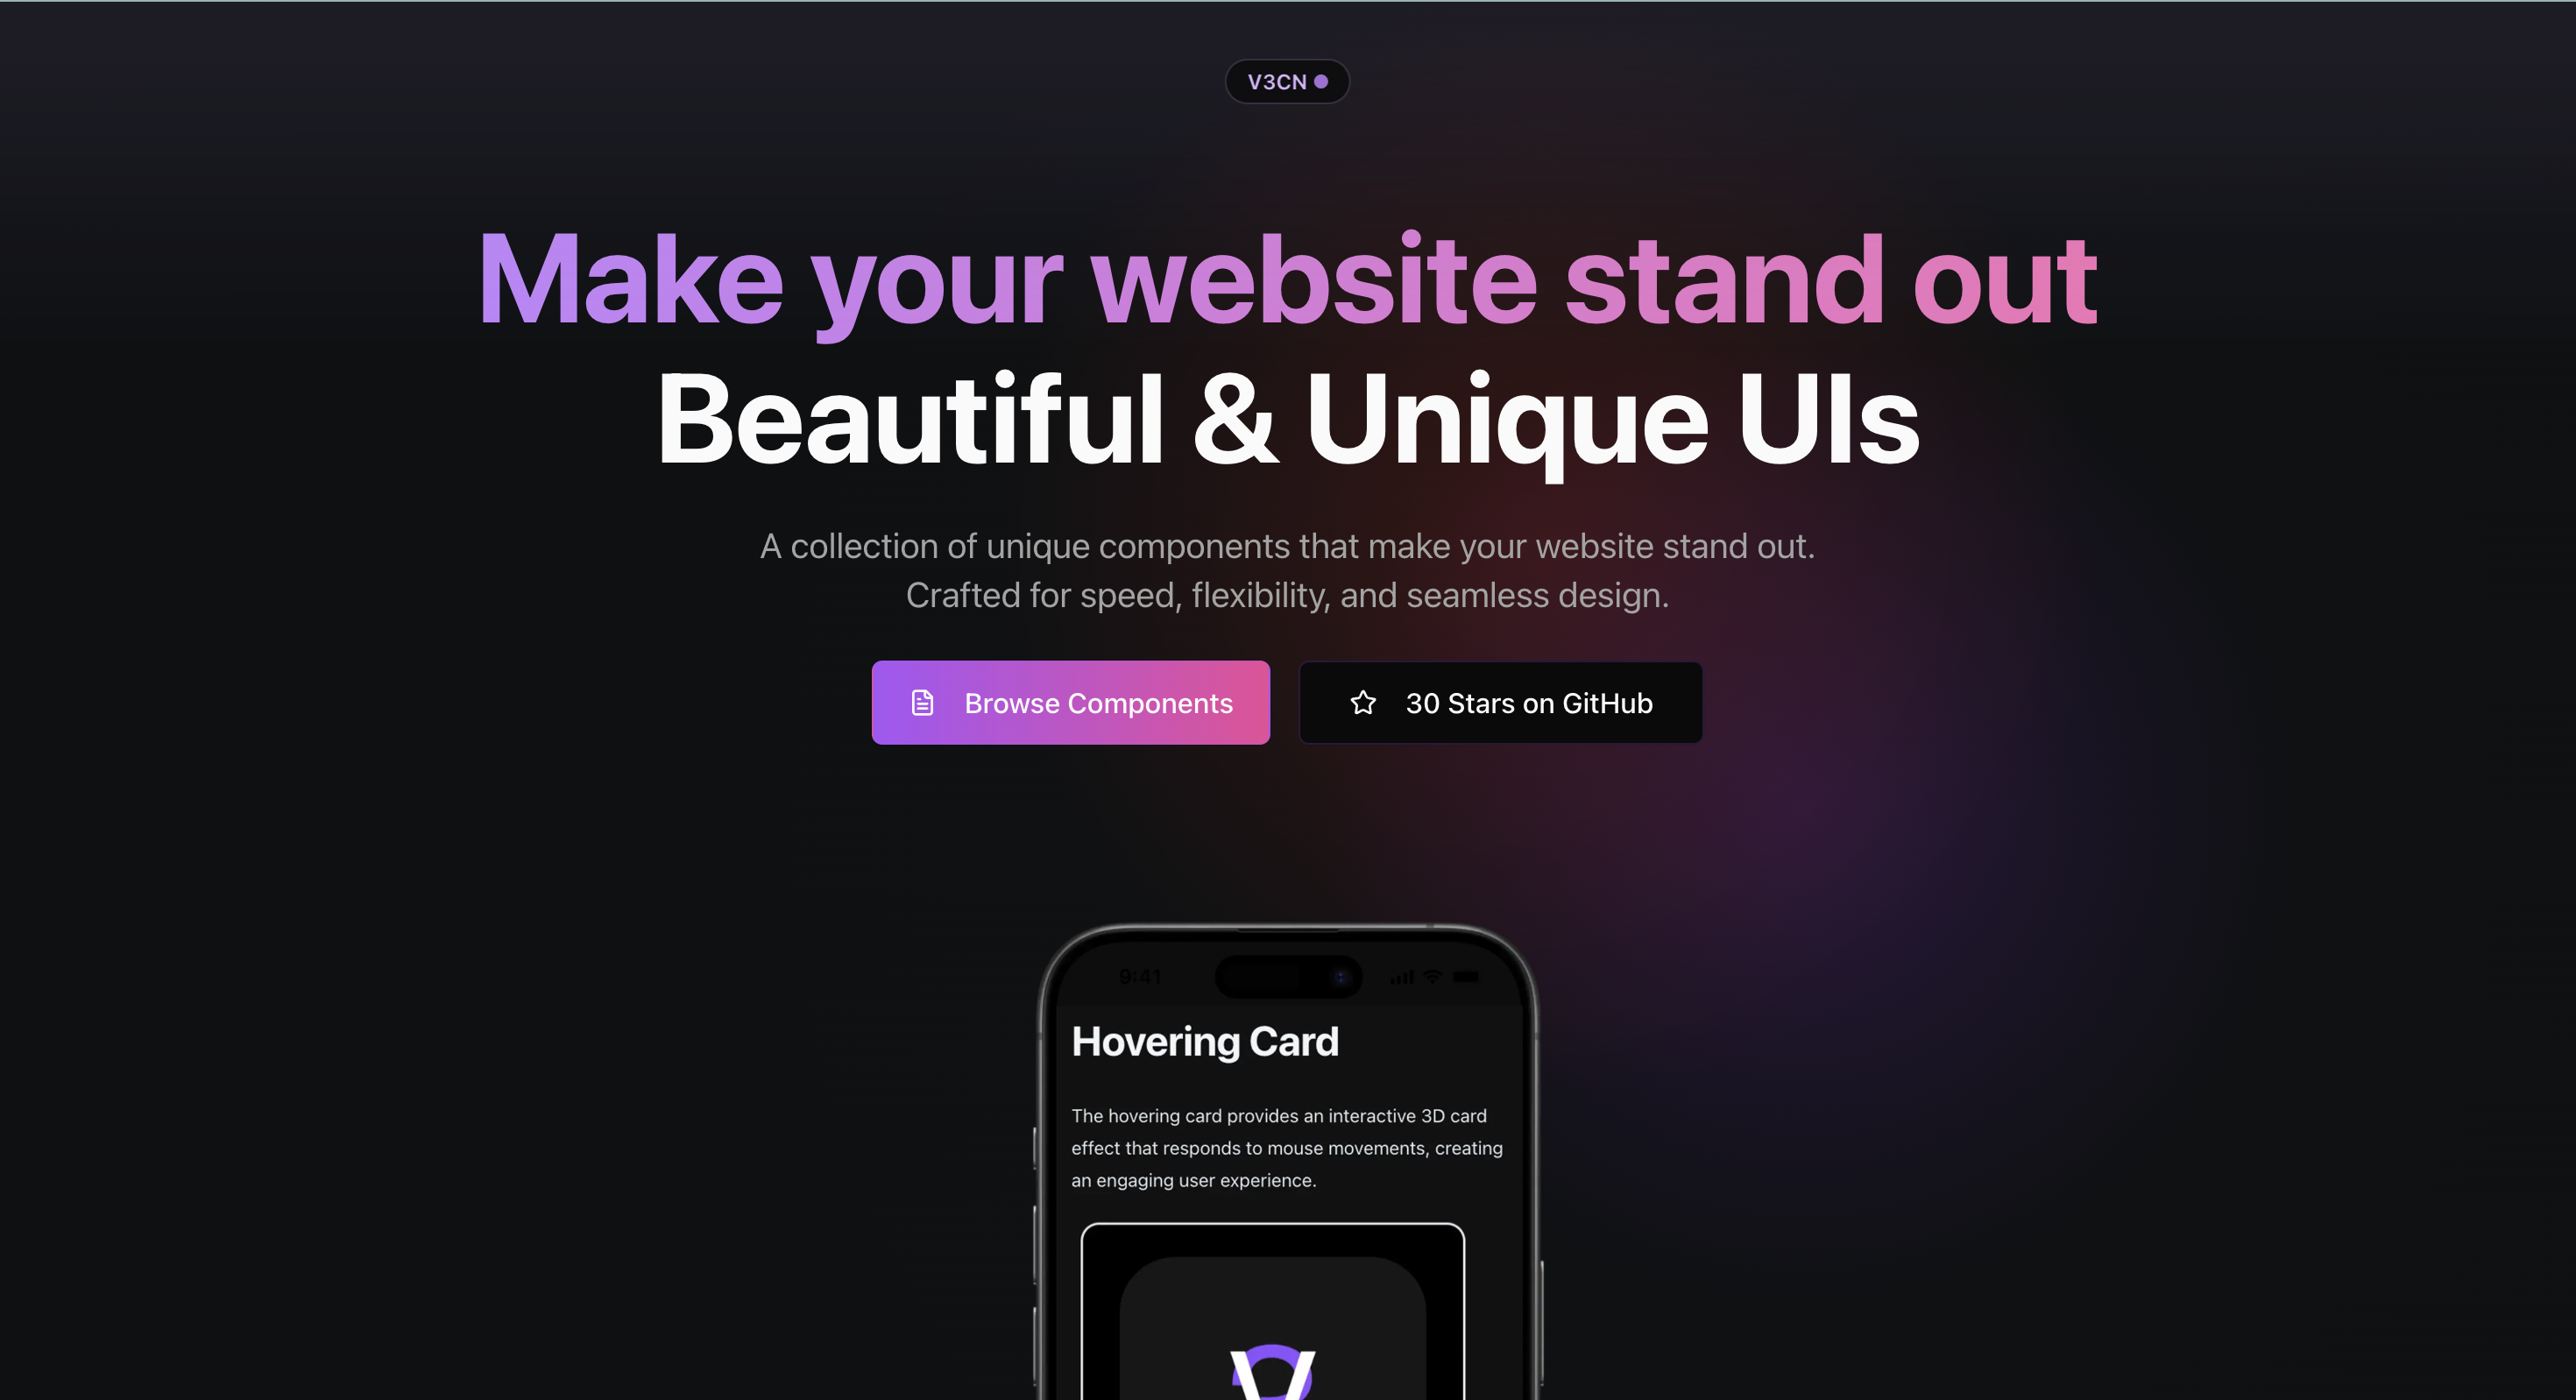 V3CN
Make your website stand out
Beautiful & Unique UIs
A collection of unique components that make your website stand out.
Crafted for speed, flexibility, and seamless design.
Browse Components
30 Stars on GitHub
9:41
Hovering Card
The hovering card provides an interactive 3D card
effect that responds to mouse movements, creating
an engaging user experience.